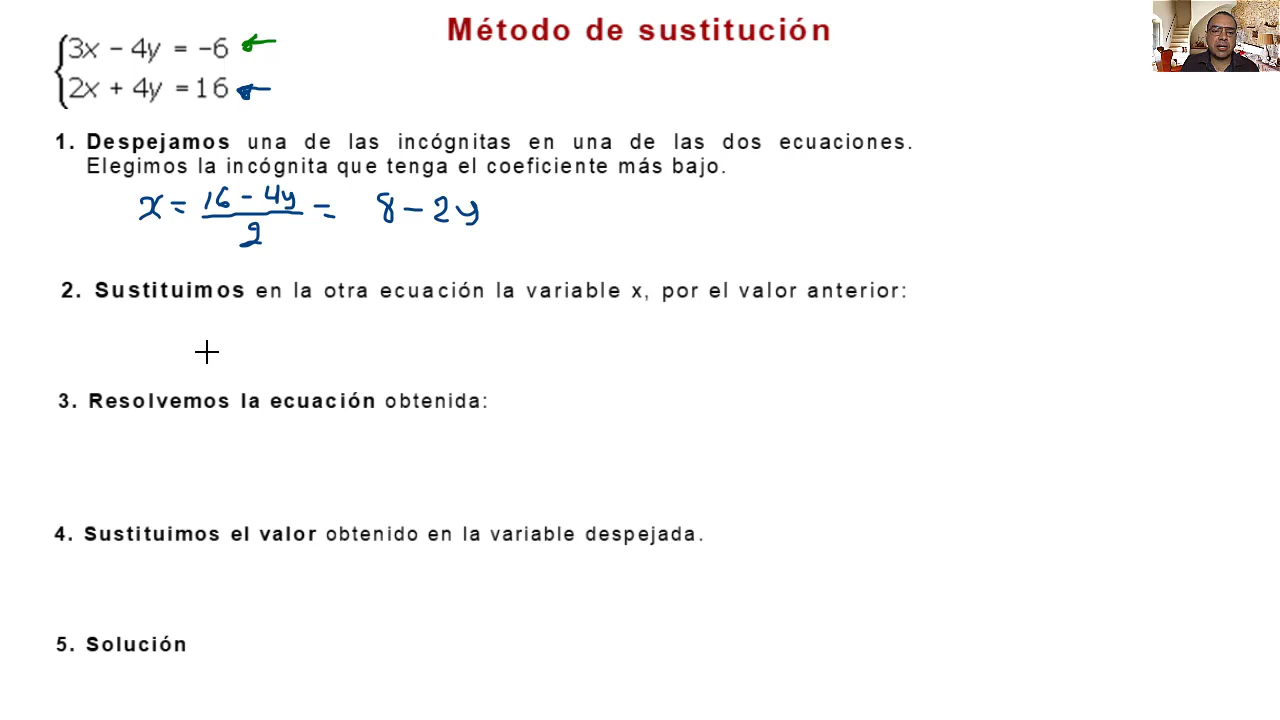 Método de sustitución
3x − 4y = −6
2x + 4y = 16
1. Despejamos una de las incógnitas en una de las dos ecuaciones.
Elegimos la incógnita que tenga el coeficiente más bajo.
x = (16 − 4y)/2 = 8 − 2y
2. Sustituimos en la otra ecuación la variable x, por el valor anterior:
3. Resolvemos la ecuación obtenida:
4. Sustituimos el valor obtenido en la variable despejada.
5. Solución